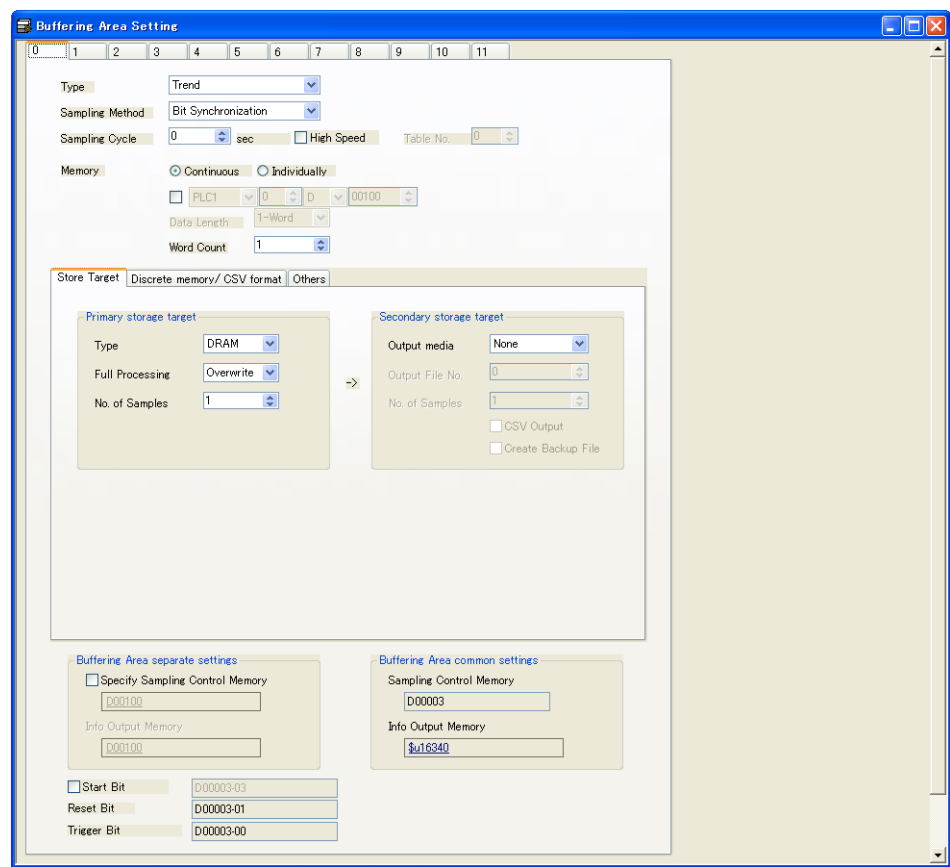 Buffering Area Setting
0 1 2 3 4 5 6 7 8 9 10 11
Type Trend
Sampling Method Bit Synchronization
Sampling Cycle 0 sec High Speed Table No. 0
Memory Continuous Individually
PLC1 0 D 00100
Data Length 1-Word
Word Count 1
Store Target Discrete memory/ CSV format Others
Primary storage target Secondary storage target
Type DRAM Output media None
Full Processing Overwrite -> Output File No. 0
No. of Samples 1 No. of Samples 1
CSV Output
Create Backup File
Buffering Area separate settings Buffering Area common settings
Specify Sampling Control Memory Sampling Control Memory
D00100 D00003
Info Output Memory Info Output Memory
D00100 $u16340
Start Bit D00003-03
Reset Bit D00003-01
Trigger Bit D00003-00